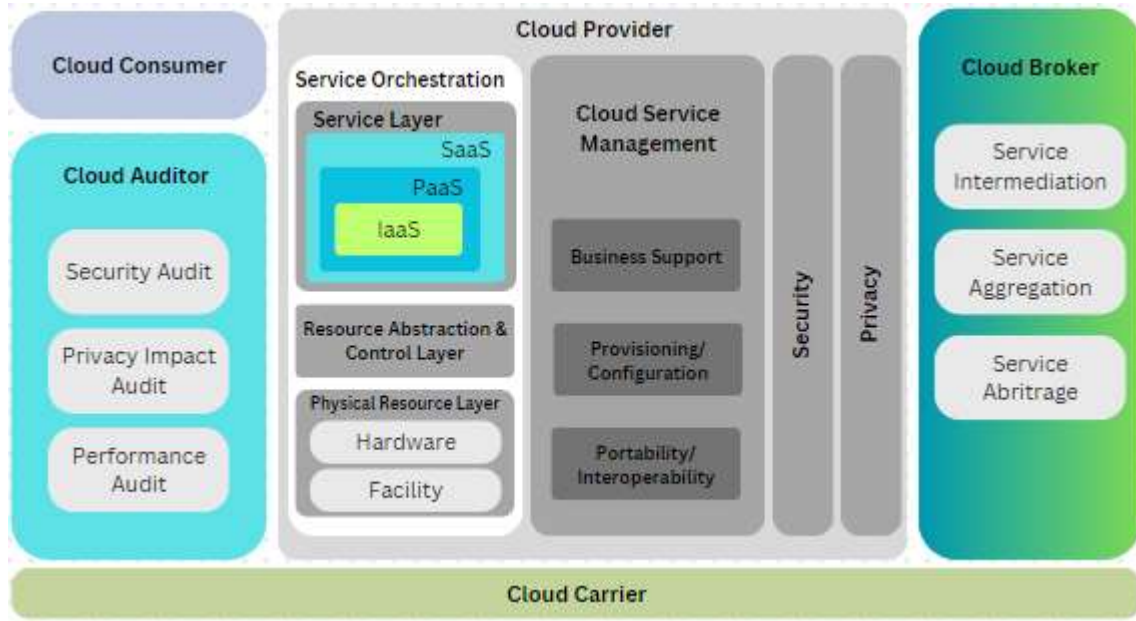 Cloud Consumer
Cloud Auditor
Security Audit
Privacy Impact
Audit
Performance
Audit
Cloud Provider
Service Orchestration
Service Layer
SaaS
PaaS
IaaS
Resource Abstraction &
Control Layer
Physical Resource Layer
Hardware
Facility
Cloud Service
Management
Business Support
Provisioning/
Configuration
Portability/
Interoperability
Security
Privacy
Cloud Broker
Service
Intermediation
Service
Aggregation
Service
Abritrage
Cloud Carrier